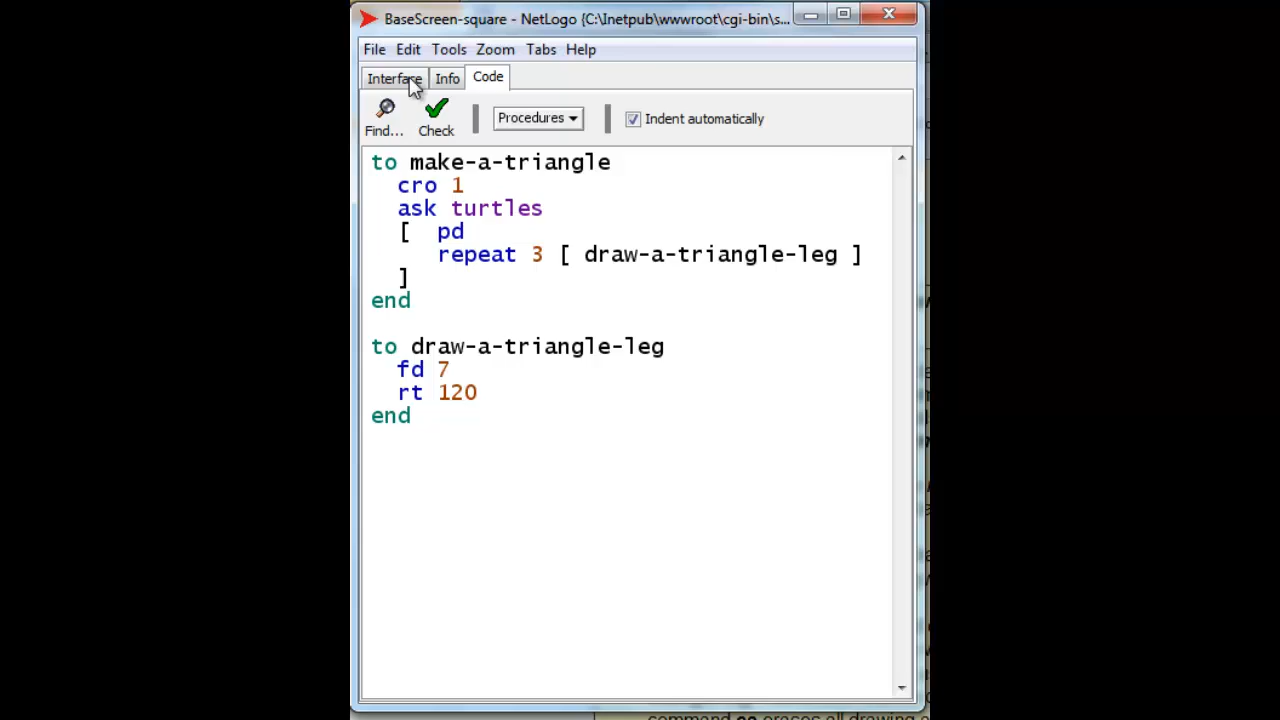 BaseScreen-square - NetLogo {C:\Inetpub\wwwroot\cgi-bin\s...
File Edit Tools Zoom Tabs Help
Interface Info Code
Find... Check Procedures Indent automatically
to make-a-triangle
cro 1
ask turtles
[ pd
repeat 3 [ draw-a-triangle-leg ]
]
end
to draw-a-triangle-leg
fd 7
rt 120
end